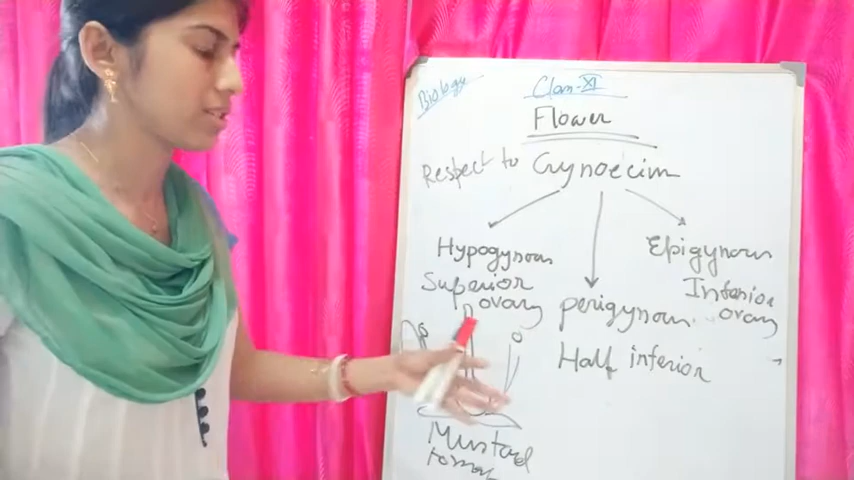 Biology
Class-XI
Flower
Respect to Gynoecim
Hypogynous
Superior
ovary
Epigynous
Inferior
ovary
perigynous
Half inferior
Mustard